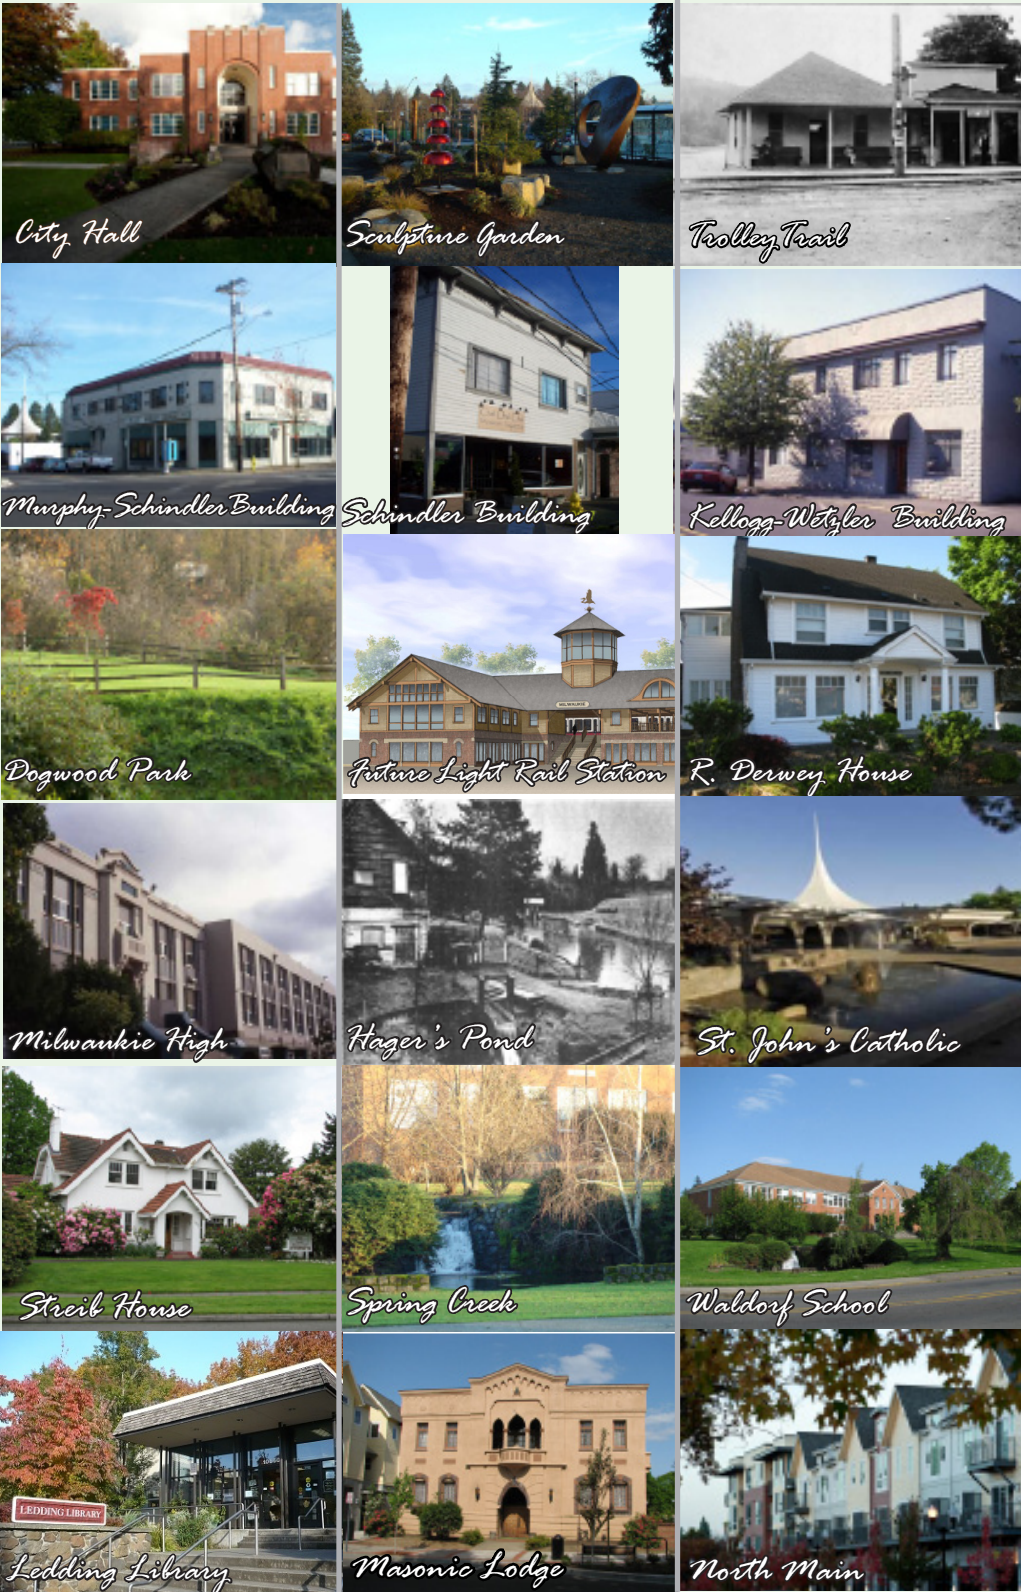 City Hall
Sculpture Garden
Trolley Trail
Murphy-Schindler Building
Schindler Building
Kellogg-Wetzler Building
Dogwood Park
MILWAUKIE
Future Light Rail Station
R. Derwey House
Milwaukie High
Hager's Pond
St. John's Catholic
Streib House
Spring Creek
Waldorf School
LEDDING LIBRARY
Ledding Library
Masonic Lodge
North Main